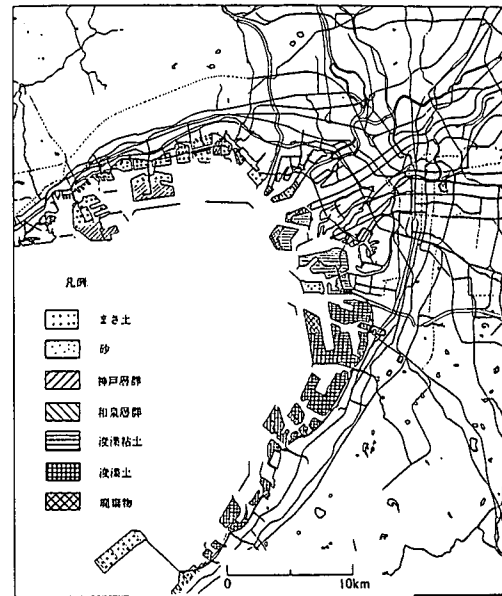 凡例
まさ土
砂
神戸層群
和泉層群
浚渫粘土
浚渫土
廃棄物
0 10km